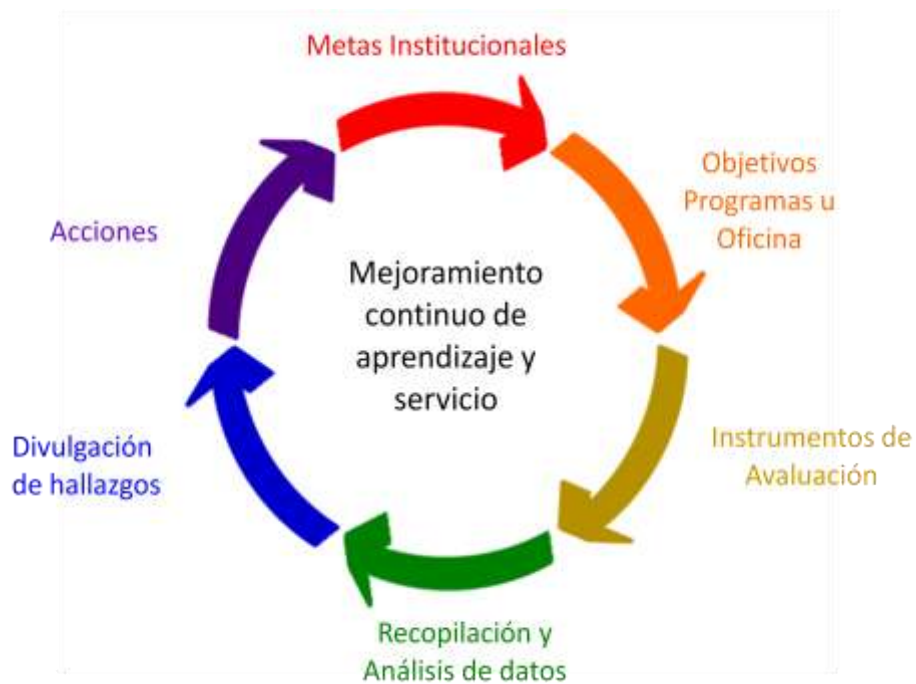 Metas Institucionales
Objetivos
Programas u
Oficina
Instrumentos de
Avaluación
Recopilación y
Análisis de datos
Divulgación
de hallazgos
Acciones
Mejoramiento
continuo de
aprendizaje y
servicio